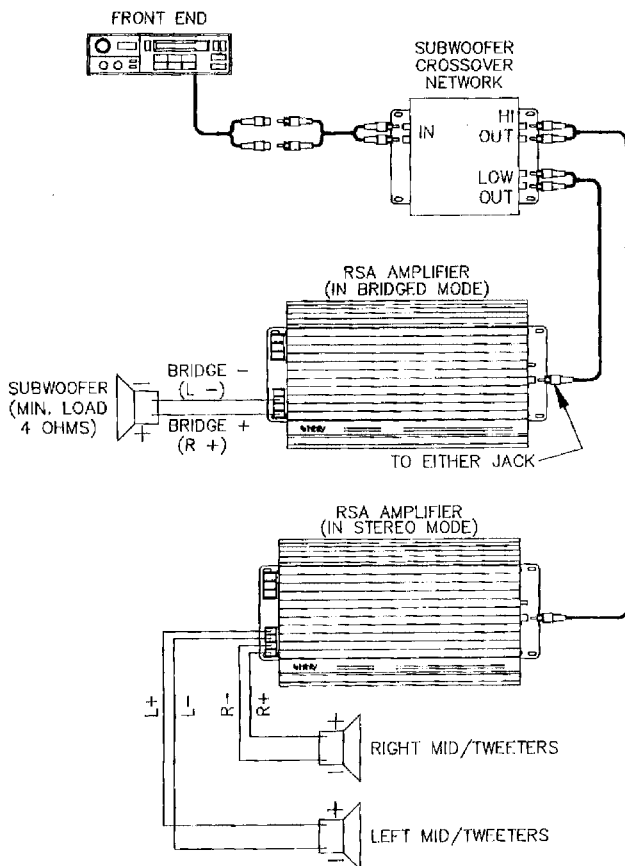 FRONT END
SUBWOOFER
CROSSOVER
NETWORK
IN
HI
OUT
LOW
OUT
RSA AMPLIFIER
(IN BRIDGED MODE)
BRIDGE -
(L -)
SUBWOOFER
(MIN. LOAD
4 OHMS)
BRIDGE +
(R +)
TO EITHER JACK
RSA AMPLIFIER
(IN STEREO MODE)
L+
L-
R-
R+
RIGHT MID/TWEETERS
LEFT MID/TWEETERS